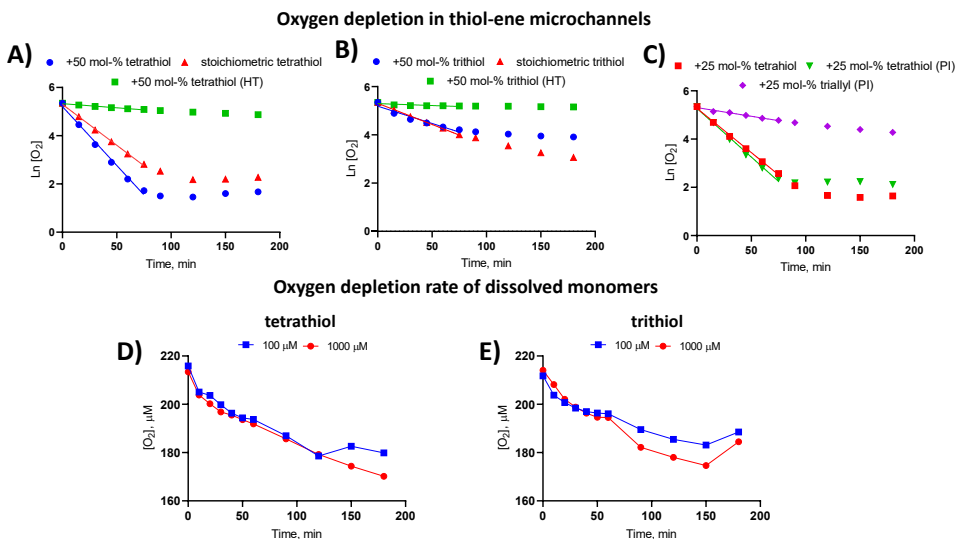 Oxygen depletion in thiol-ene microchannels
A)
+50 mol-% tetrathiol
stoichiometric tetrathiol
+50 mol-% tetrathiol (HT)
Ln [O₂]
6
4
2
0
0 50 100 150 200
Time, min
B)
+50 mol-% trithiol
stoichiometric trithiol
+50 mol-% trithiol (HT)
Ln [O₂]
6
4
2
0
0 50 100 150 200
Time, min
C)
+25 mol-% tetrahiol
+25 mol-% tetrathiol (PI)
+25 mol-% triallyl (PI)
Ln [O₂]
6
4
2
0
0 50 100 150 200
Time, min
Oxygen depletion rate of dissolved monomers
tetrathiol
D)
100 µM
1000 µM
[O₂], µM
220
200
180
160
0 50 100 150 200
Time, min
trithiol
E)
100 µM
1000 µM
[O₂], µM
220
200
180
160
0 50 100 150 200
Time, min